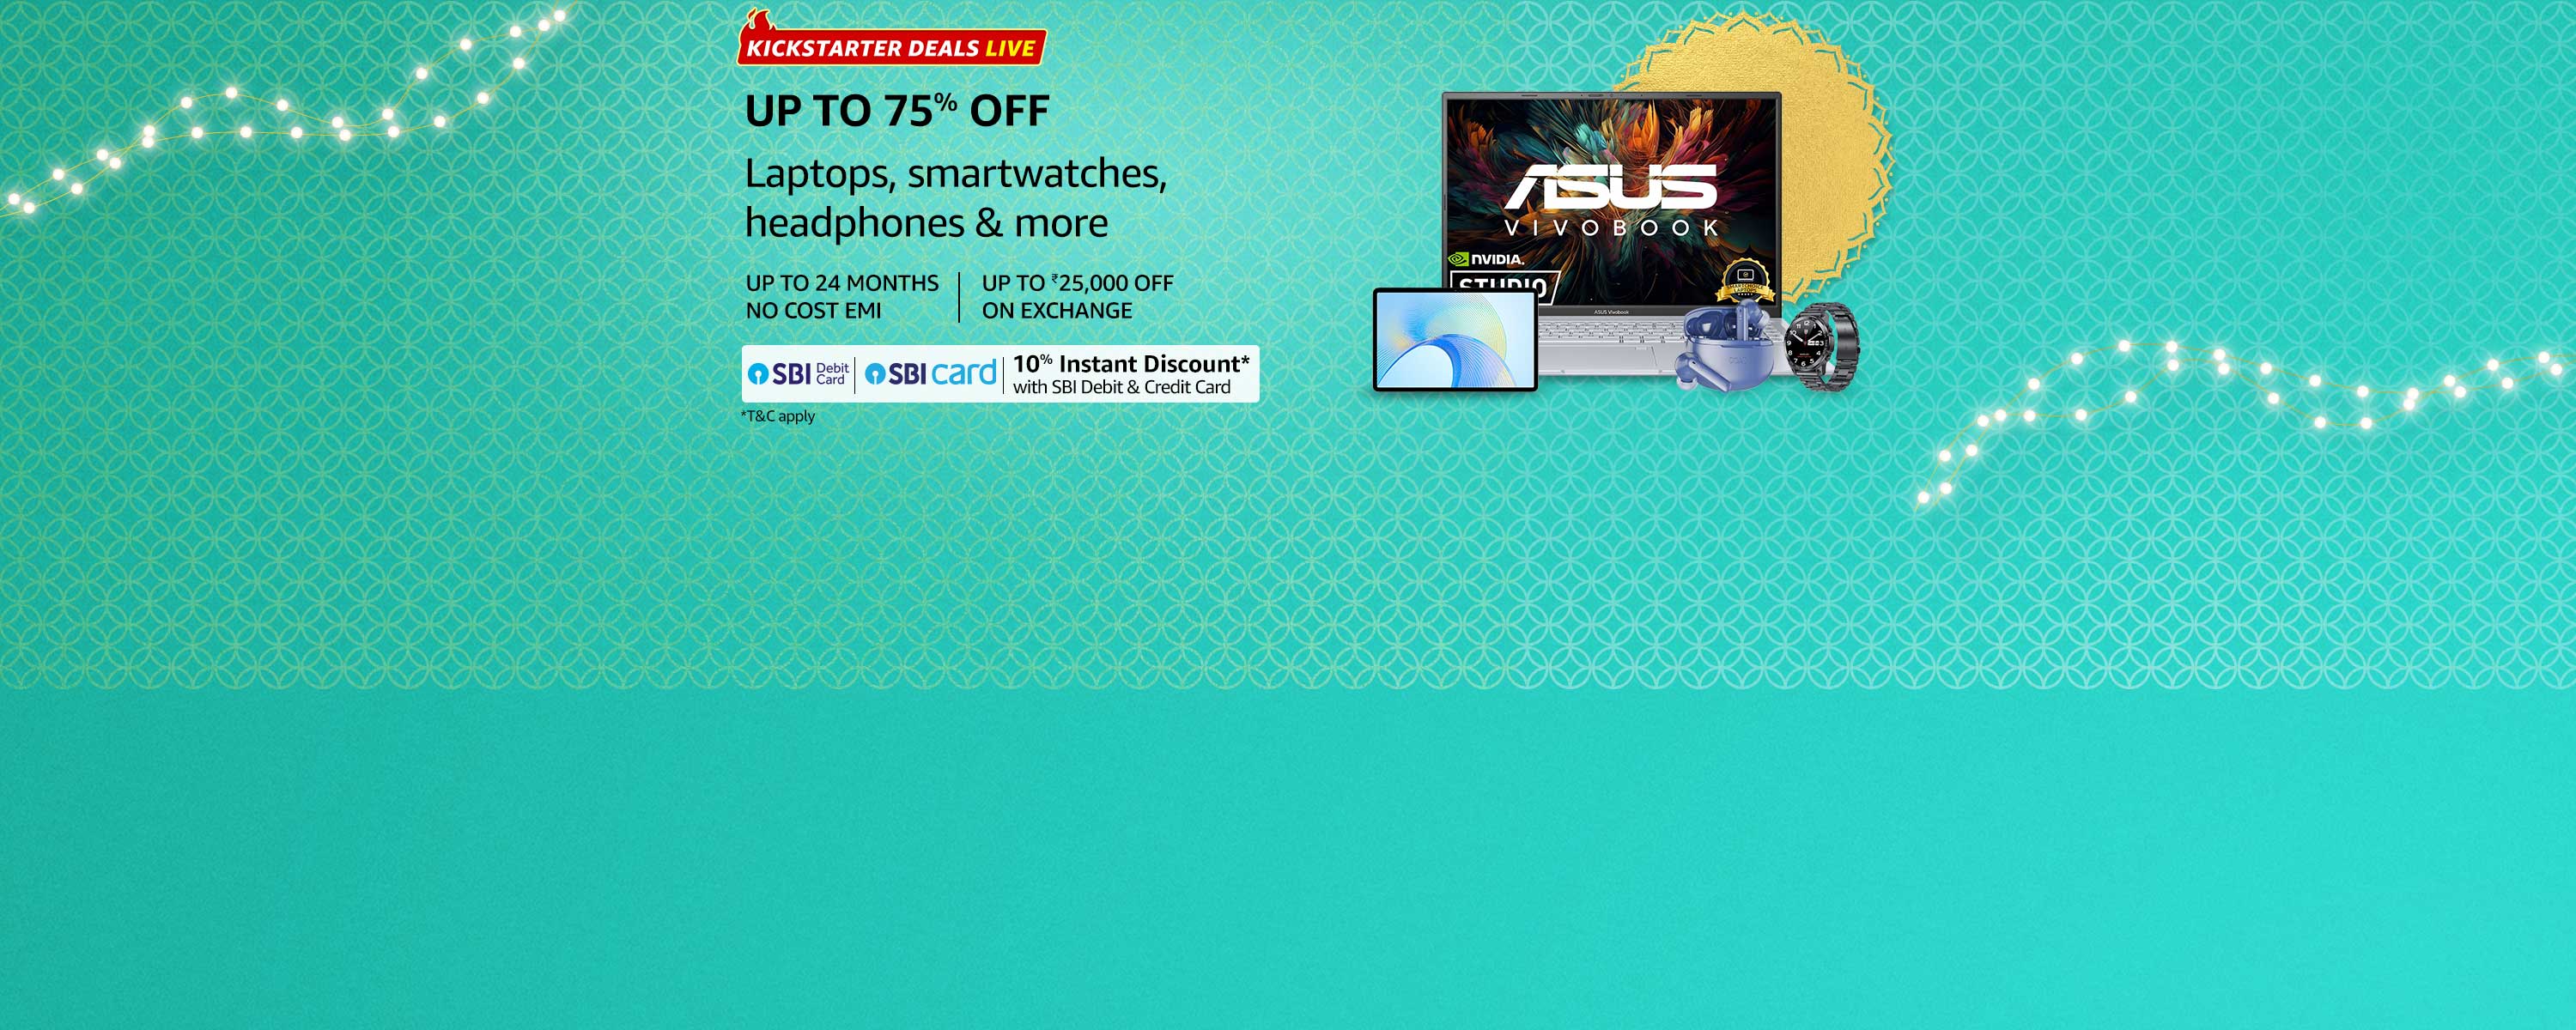 KICKSTARTER DEALS LIVE
UP TO 75% OFF
Laptops, smartwatches,
headphones & more
UP TO 24 MONTHS
NO COST EMI
UP TO ₹25,000 OFF
ON EXCHANGE
SBI Debit Card
SBI card
10% Instant Discount*
with SBI Debit & Credit Card
*T&C apply
ASUS
VIVOBOOK
NVIDIA.
STUDIO
ASUS Vivobook